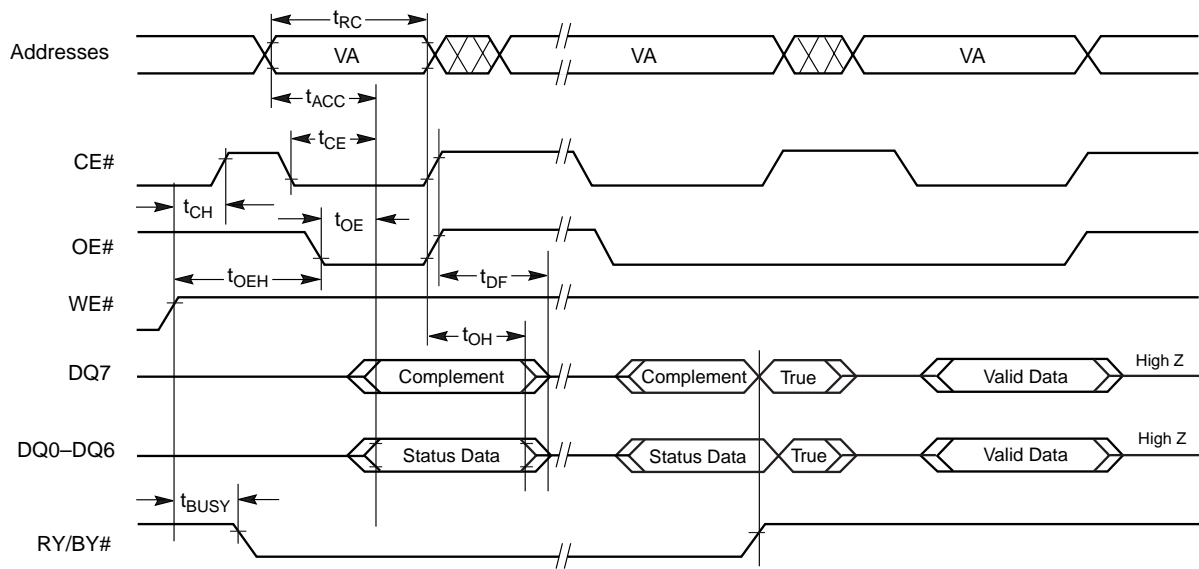 tRC
Addresses VA VA VA
tACC
tCE
CE#
tCH
tOE
OE#
tOEH tDF
WE#
tOH
DQ7 Complement Complement True Valid Data High Z
DQ0–DQ6 Status Data Status Data True Valid Data High Z
tBUSY
RY/BY#